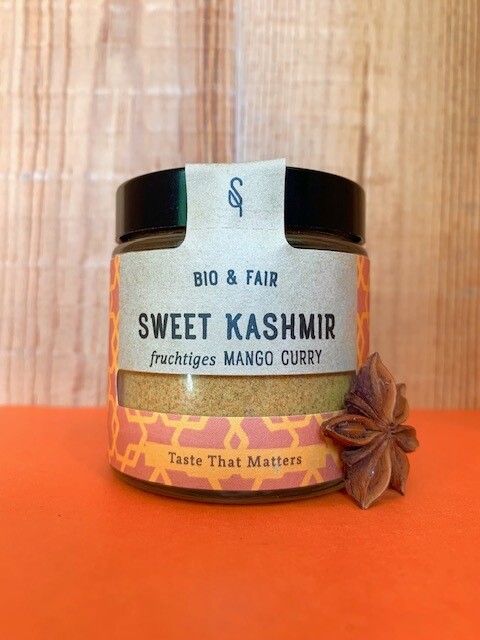 BIO & FAIR
SWEET KASHMIR
fruchtiges MANGO CURRY
Taste That Matters